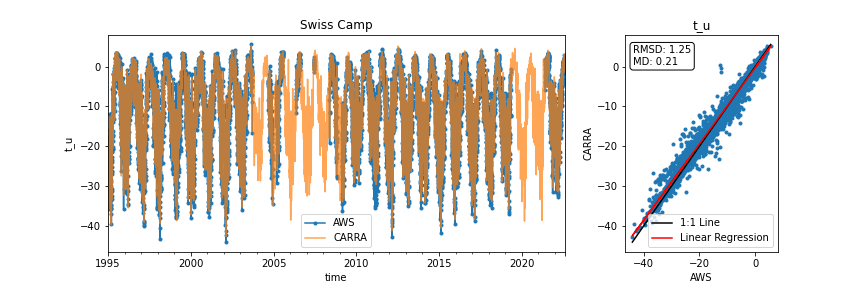 Swiss Camp
t_u
0
−10
−20
−30
−40
1995
2000
2005
2010
2015
2020
time
AWS
CARRA
t_u
CARRA
0
−10
−20
−30
−40
−40
−20
0
AWS
RMSD: 1.25
MD: 0.21
1:1 Line
Linear Regression